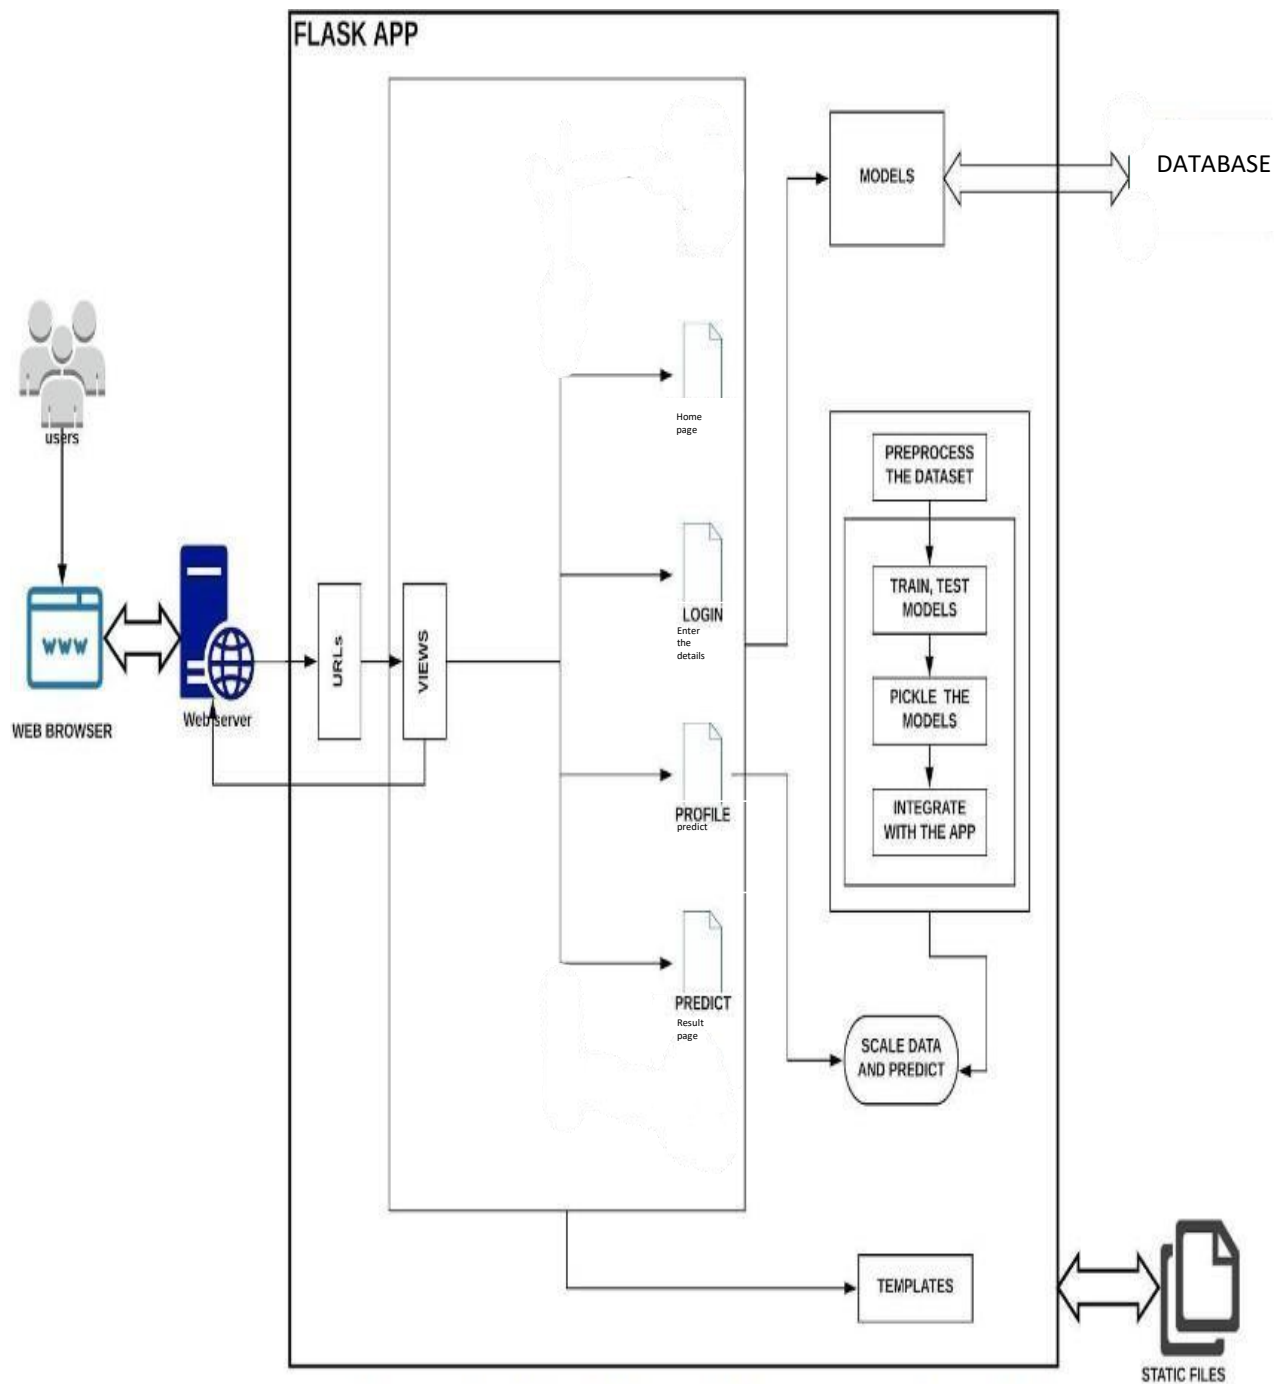 FLASK APP
MODELS
DATABASE
users
Home
page
PREPROCESS
THE DATASET
TRAIN, TEST
MODELS
LOGIN
Enter
the
details
URLs
VIEWS
WWW
WEB BROWSER
Web server
PICKLE THE
MODELS
PROFILE
predict
INTEGRATE
WITH THE APP
PREDICT
Result
page
SCALE DATA
AND PREDICT
TEMPLATES
STATIC FILES